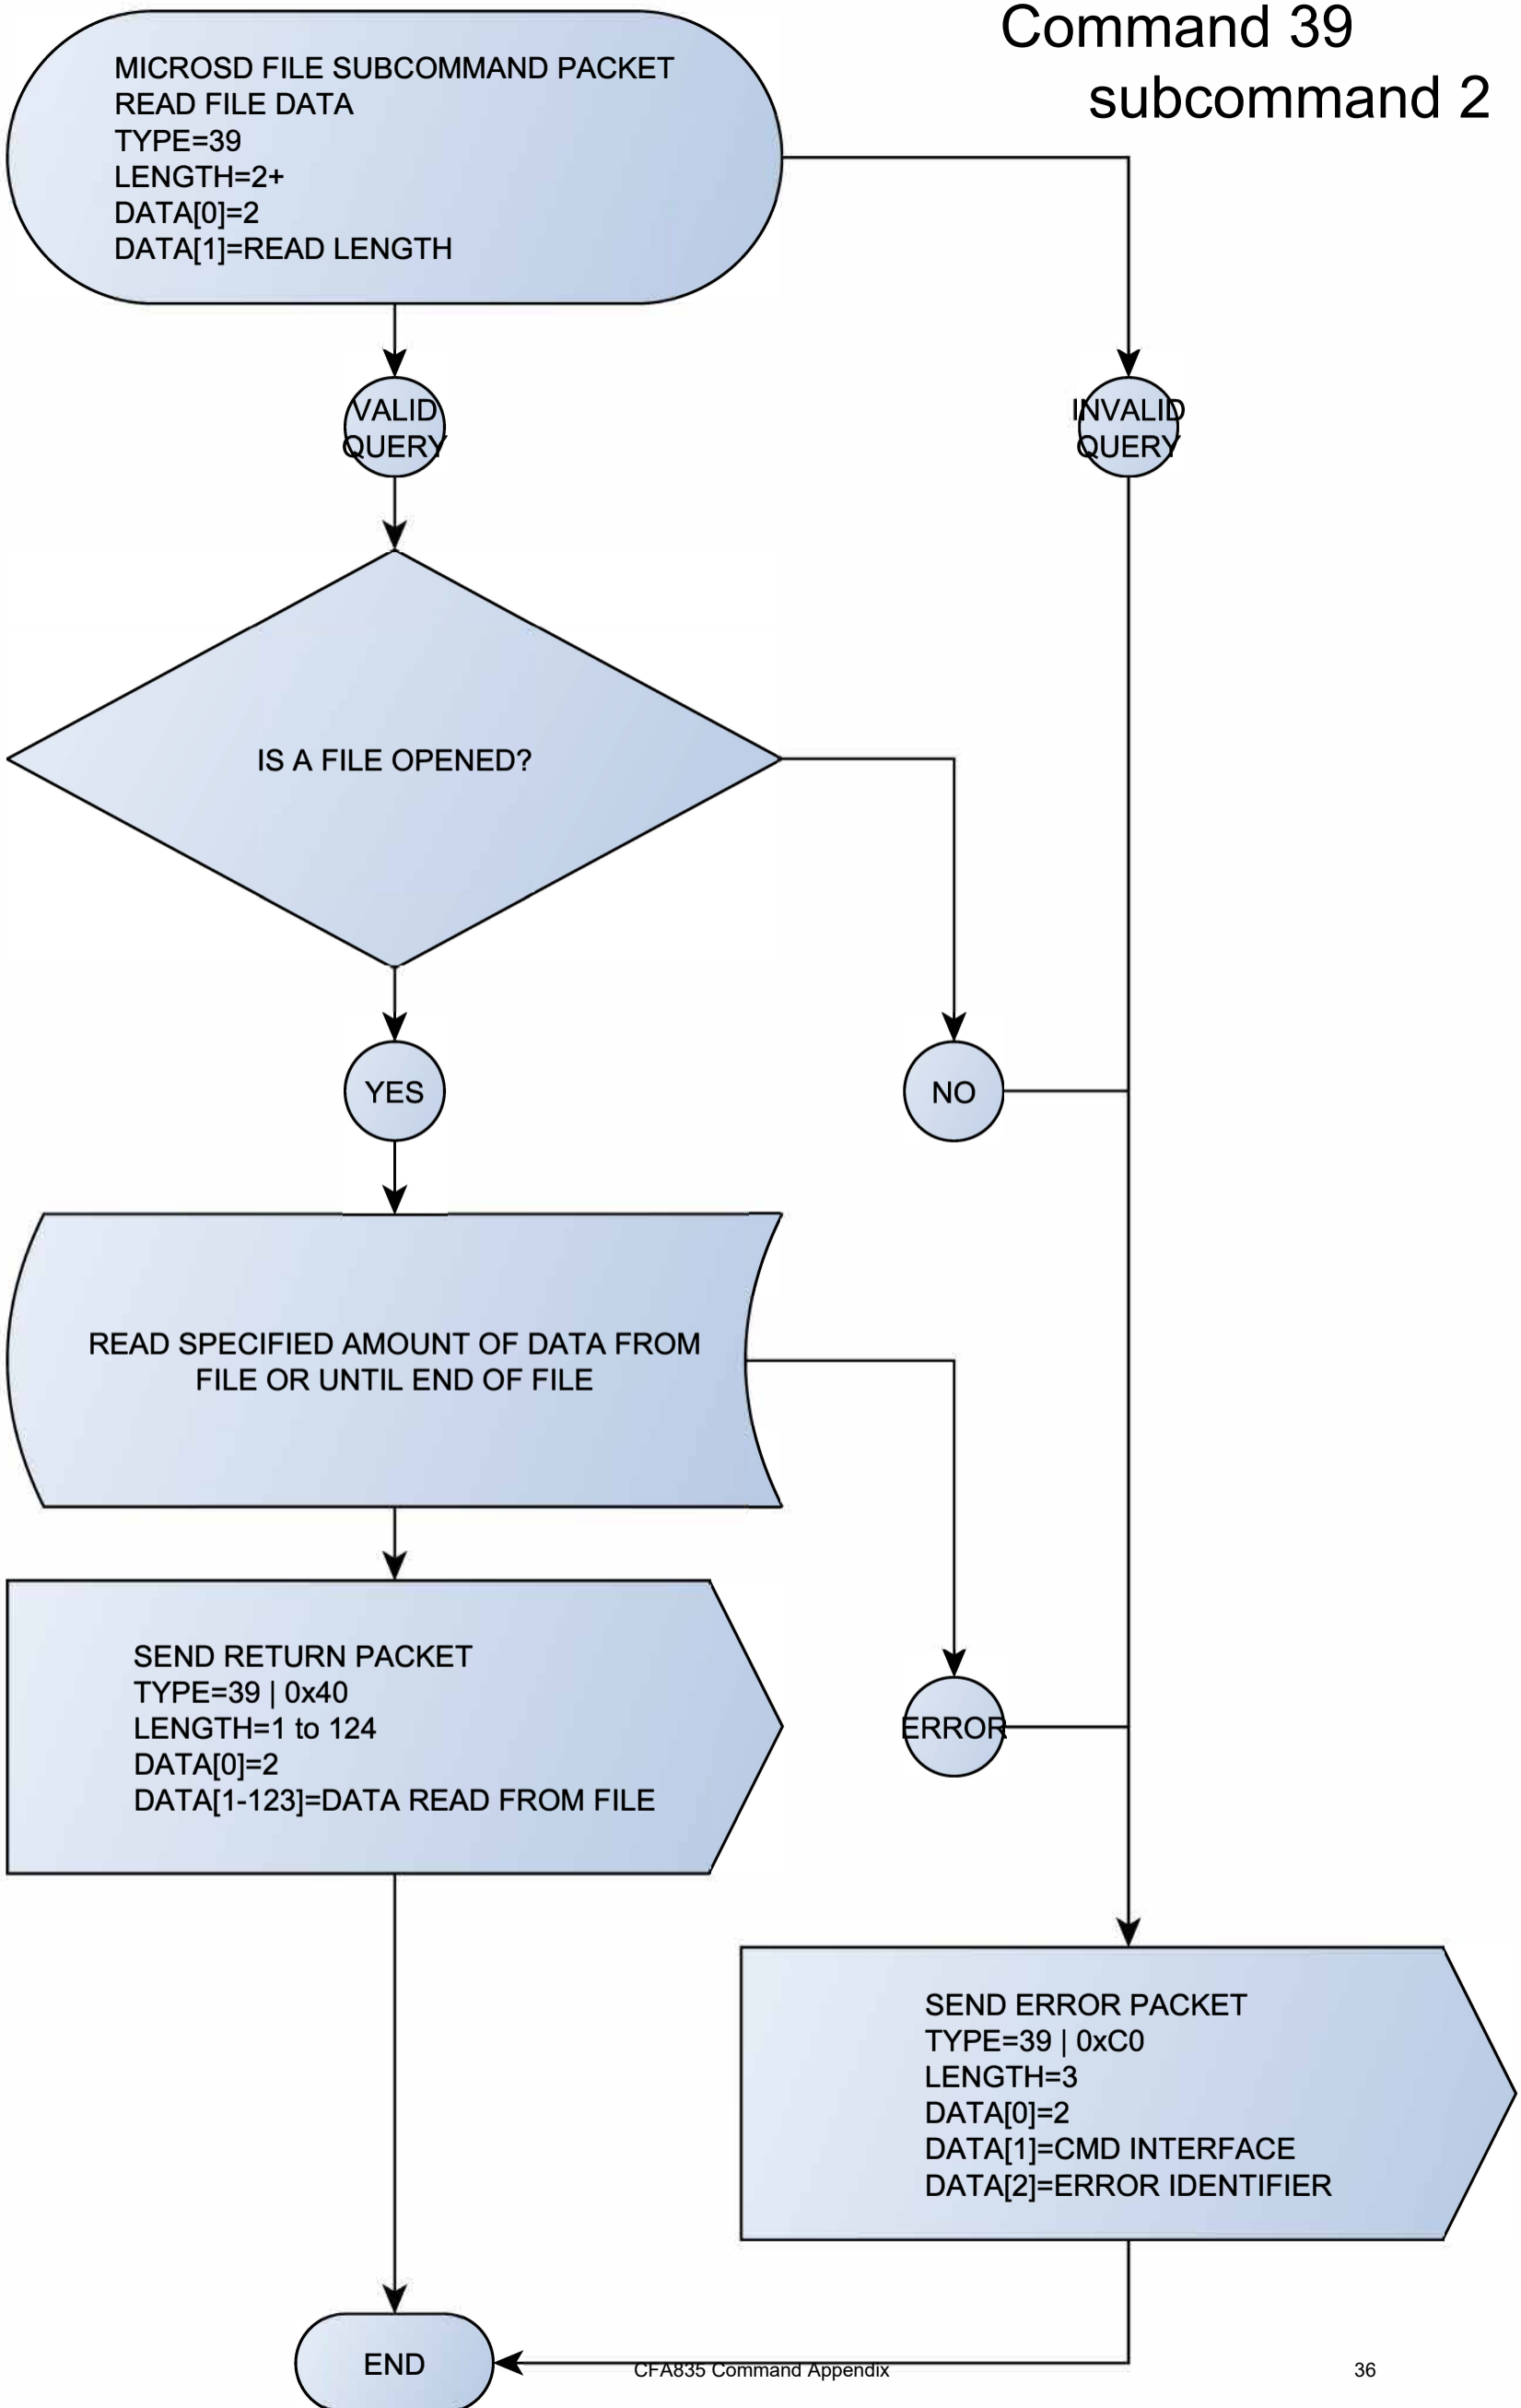 Command 39
subcommand 2
MICROSD FILE SUBCOMMAND PACKET
READ FILE DATA
TYPE=39
LENGTH=2+
DATA[0]=2
DATA[1]=READ LENGTH
VALID
QUERY
INVALID
QUERY
IS A FILE OPENED?
YES
NO
READ SPECIFIED AMOUNT OF DATA FROM
FILE OR UNTIL END OF FILE
SEND RETURN PACKET
TYPE=39 | 0x40
LENGTH=1 to 124
DATA[0]=2
DATA[1-123]=DATA READ FROM FILE
ERROR
SEND ERROR PACKET
TYPE=39 | 0xC0
LENGTH=3
DATA[0]=2
DATA[1]=CMD INTERFACE
DATA[2]=ERROR IDENTIFIER
END
CFA835 Command Appendix
36